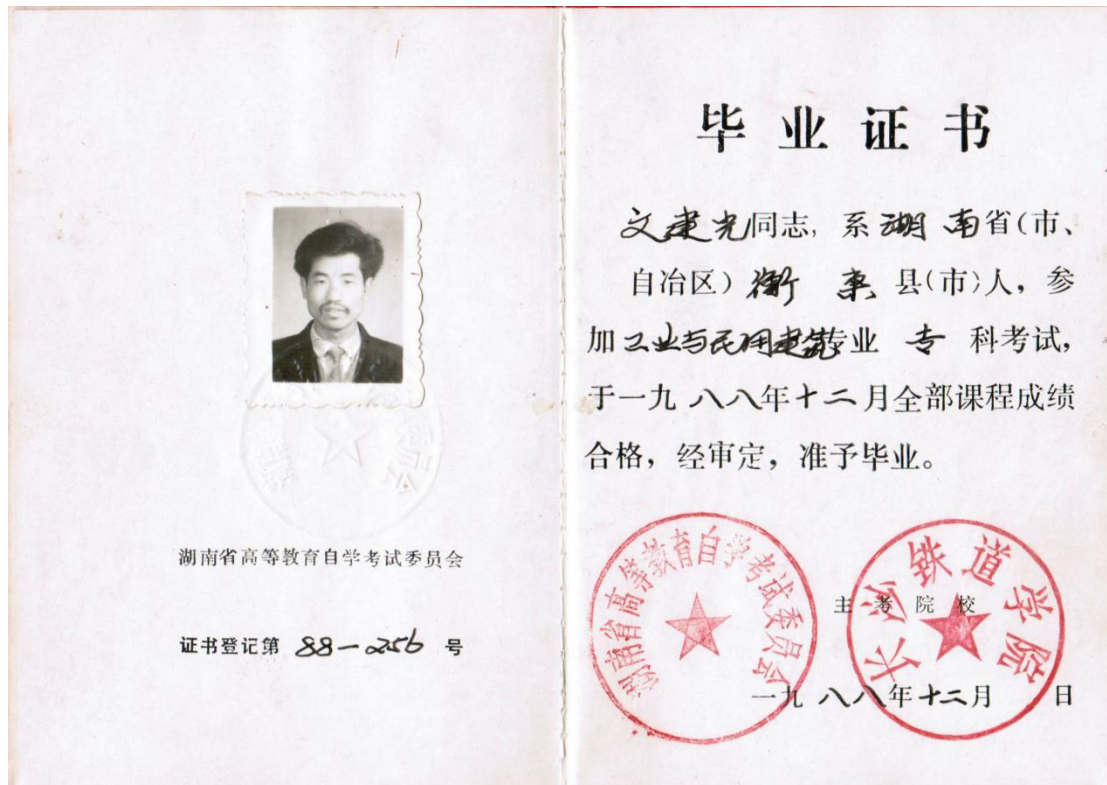 湖南省高等教育自学考试委员会
证书登记第 88-256 号
毕业证书
文建光同志, 系湖南省(市、
自治区)衡东县(市)人, 参
加工业与民用建筑专业 专 科考试,
于一九八八年十二月全部课程成绩
合格, 经审定, 准予毕业。
湖南省高等教育自学考试委员会
主考院校
长沙铁道学院
一九八八年十二月 日